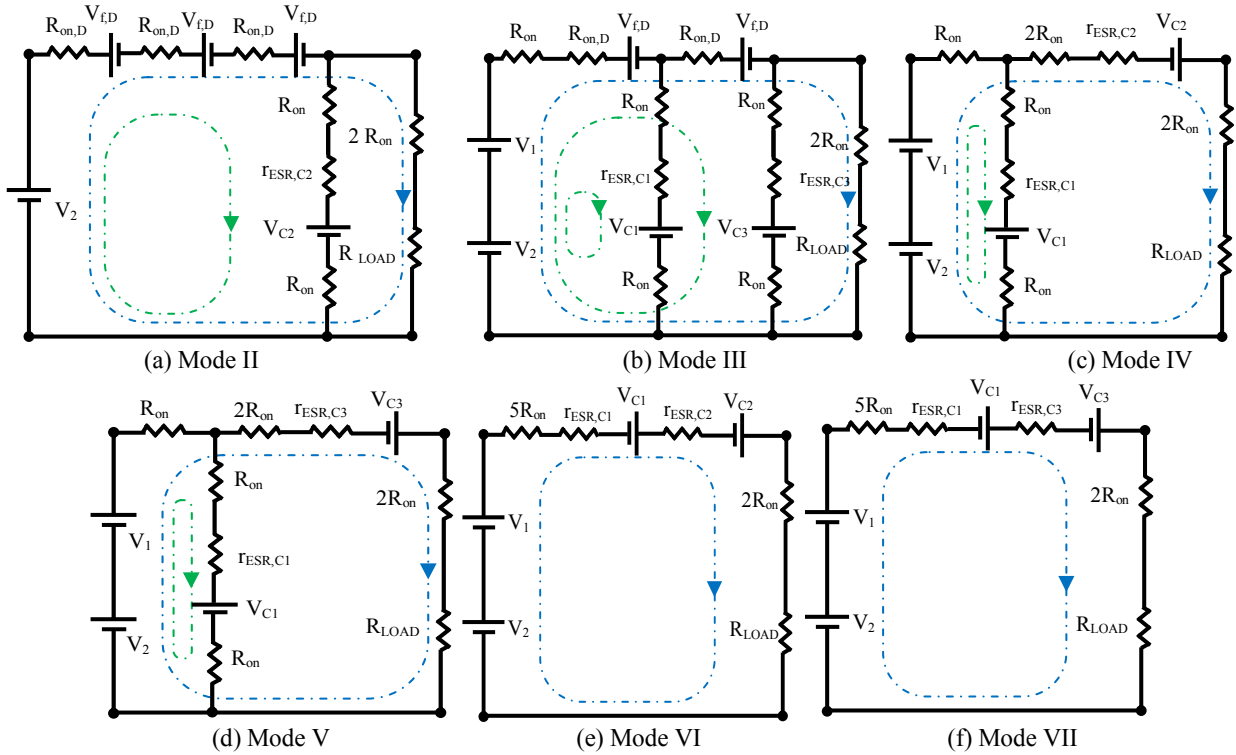 R_on,D V_f,D R_on,D V_f,D R_on,D V_f,D
R_on
2 R_on
r_ESR,C2
V_2
V_C2
R_LOAD
R_on
(a) Mode II
R_on R_on,D V_f,D R_on,D V_f,D
R_on R_on
V_1
2R_on
r_ESR,C1 r_ESR,C3
V_2
V_C1 V_C3
R_LOAD
R_on R_on
(b) Mode III
R_on 2R_on r_ESR,C2 V_C2
R_on
2R_on
V_1
r_ESR,C1
V_2
V_C1
R_LOAD
R_on
(c) Mode IV
R_on 2R_on r_ESR,C3 V_C3
R_on
2R_on
V_1
r_ESR,C1
V_C1
V_2
R_LOAD
R_on
(d) Mode V
5R_on r_ESR,C1 V_C1 r_ESR,C2 V_C2
2R_on
V_1
V_2
R_LOAD
(e) Mode VI
5R_on r_ESR,C1 V_C1 r_ESR,C3 V_C3
2R_on
V_1
V_2
R_LOAD
(f) Mode VII